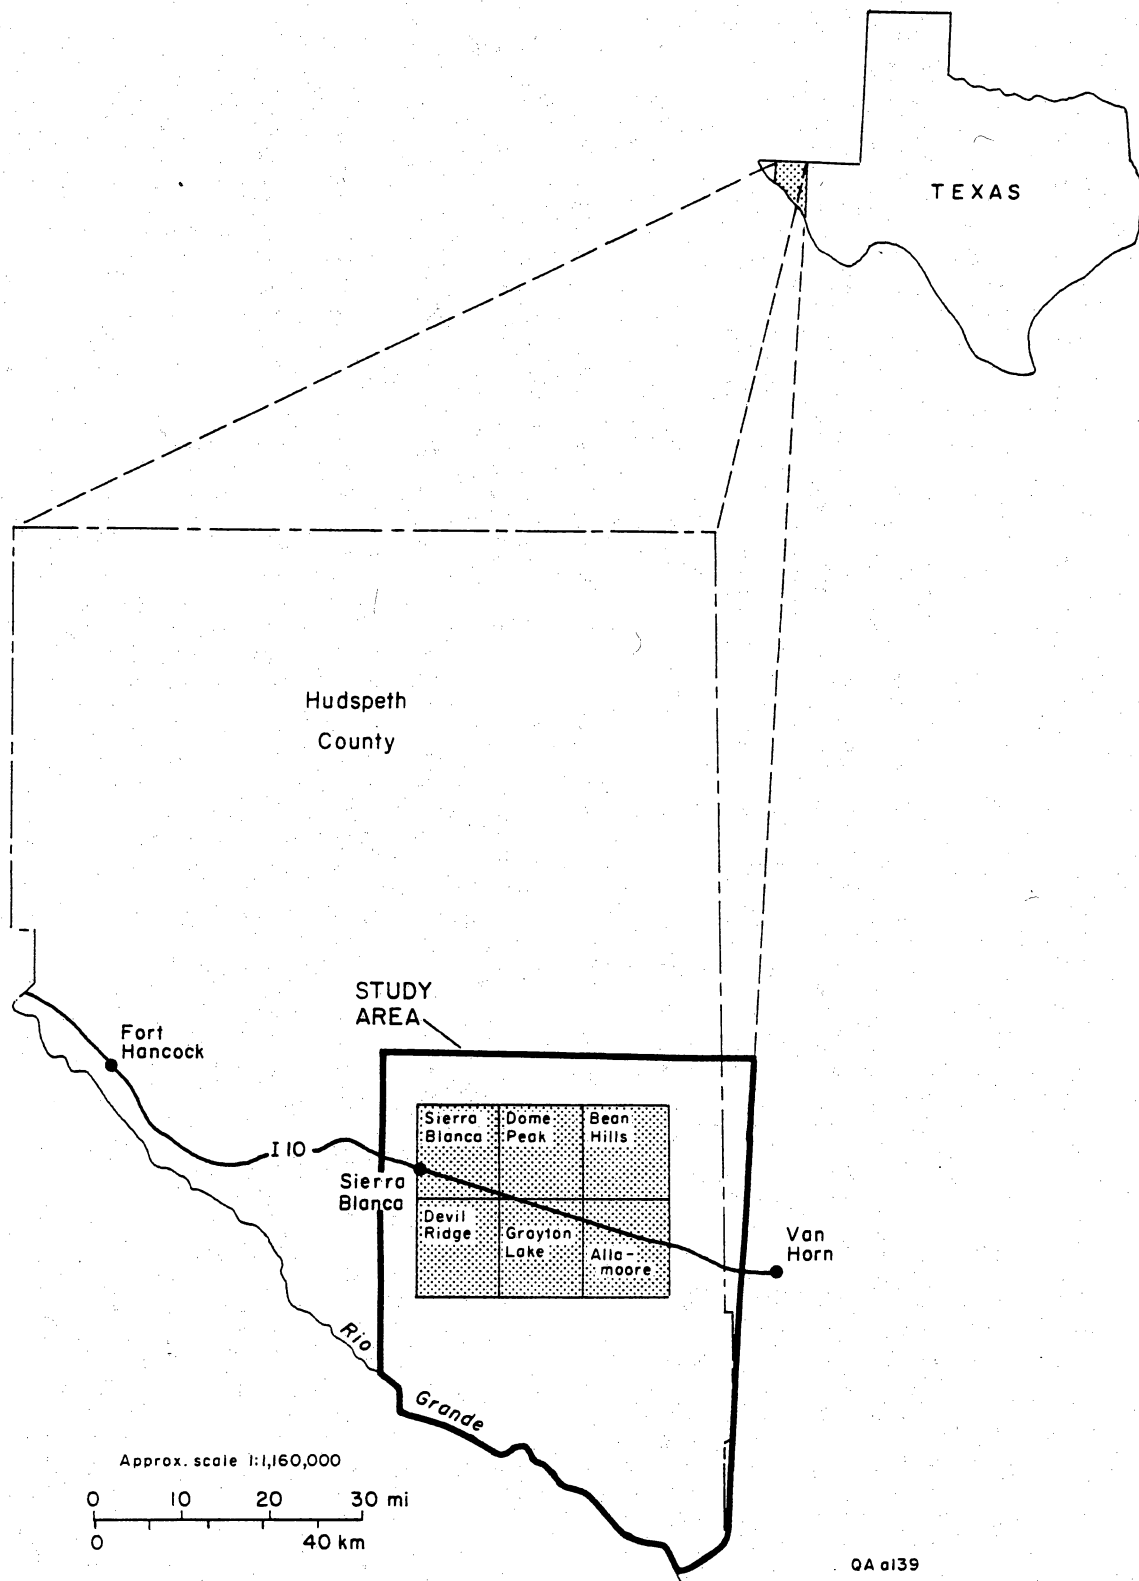 TEXAS
Hudspeth
County
STUDY
AREA
Fort
Hancock
I 10
Sierra
Blanca
Sierra
Blanca
Dome
Peak
Bean
Hills
Devil
Ridge
Grayton
Lake
Alla-
moore
Van
Horn
Rio
Grande
Approx. scale 1:1,160,000
0 10 20 30 mi
0 40 km
QA a139